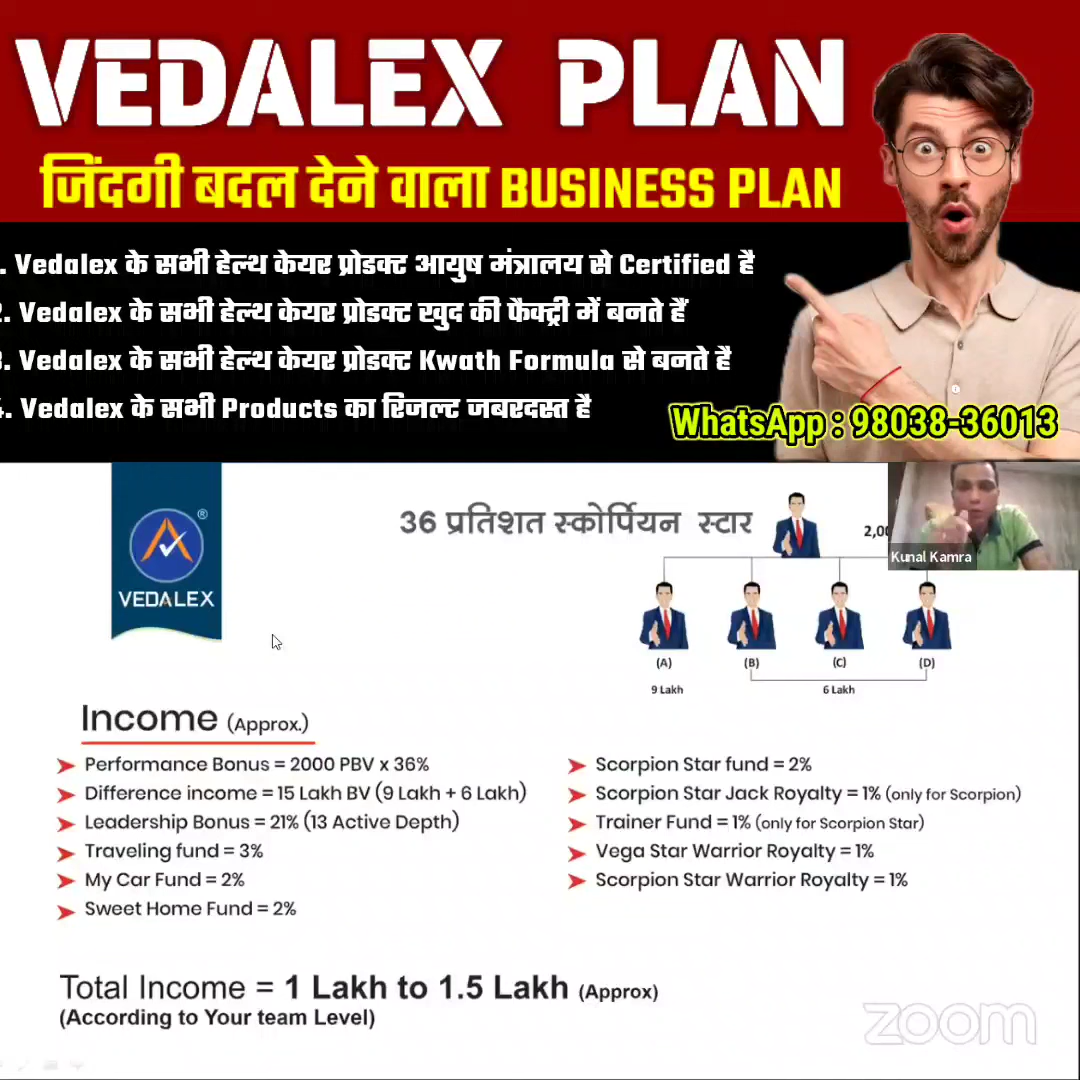 VEDALEX PLAN
जिंदगी बदल देने वाला BUSINESS PLAN
. Vedalex के सभी हेल्थ केयर प्रोडक्ट आयुष मंत्रालय से Certified है
2. Vedalex के सभी हेल्थ केयर प्रोडक्ट खुद की फैक्ट्री में बनते हैं
3. Vedalex के सभी हेल्थ केयर प्रोडक्ट Kwath Formula से बनते है
4. Vedalex के सभी Products का रिजल्ट जबरदस्त है
WhatsApp : 98038-36013
VEDALEX ®
36 प्रतिशत स्कोर्पियन स्टार
2,00
Kunal Kamra
(A) (B) (C) (D)
9 Lakh 6 Lakh
Income (Approx.)
Performance Bonus = 2000 PBV x 36%
Difference income = 15 Lakh BV (9 Lakh + 6 Lakh)
Leadership Bonus = 21% (13 Active Depth)
Traveling fund = 3%
My Car Fund = 2%
Sweet Home Fund = 2%
Scorpion Star fund = 2%
Scorpion Star Jack Royalty = 1% (only for Scorpion)
Trainer Fund = 1% (only for Scorpion Star)
Vega Star Warrior Royalty = 1%
Scorpion Star Warrior Royalty = 1%
Total Income = 1 Lakh to 1.5 Lakh (Approx)
(According to Your team Level)
zoom